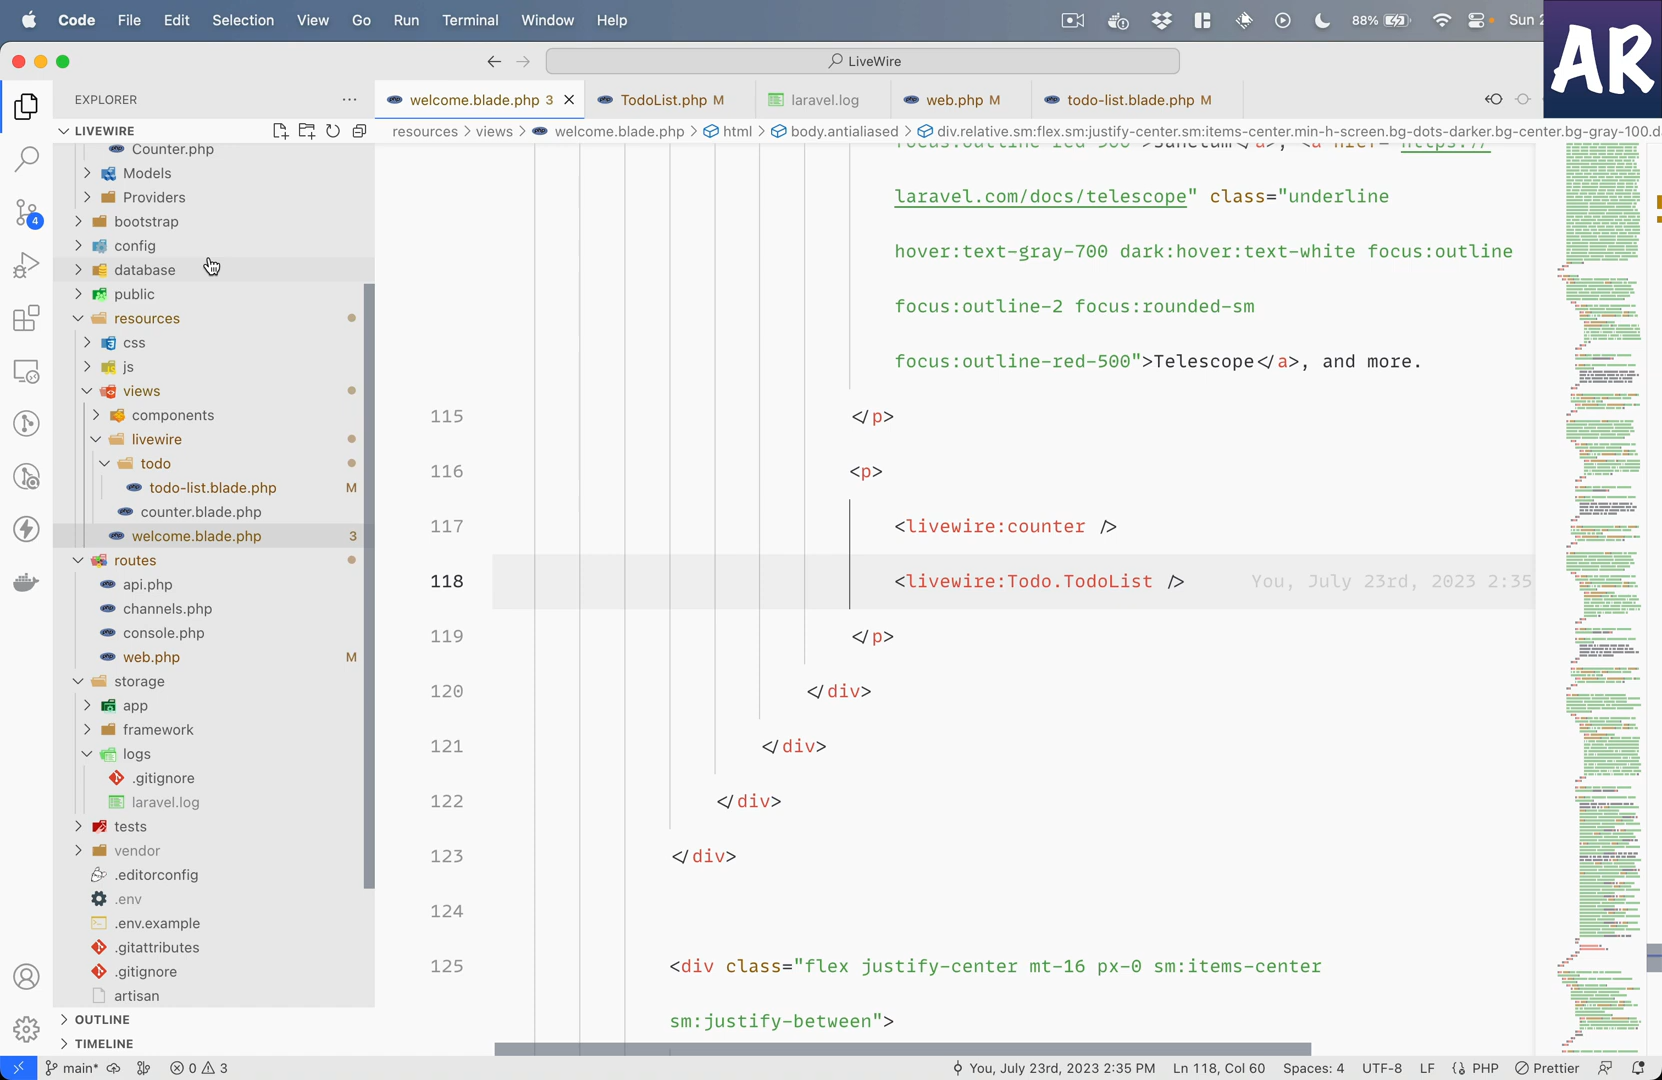 Code File Edit Selection View Go Run Terminal Window Help 88% Sun
AR
LiveWire
EXPLORER
welcome.blade.php 3
TodoList.php M
laravel.log
web.php M
todo-list.blade.php M
LIVEWIRE
resources > views > welcome.blade.php > html > body.antialiased > div.relative.sm:flex.sm:justify-center.sm:items-center.min-h-screen.bg-dots-darker.bg-center.bg-gray-100.d
Counter.php
Models
Providers
bootstrap
config
database
public
resources
css
js
views
components
livewire
todo
todo-list.blade.php M
counter.blade.php
welcome.blade.php 3
routes
api.php
channels.php
console.php
web.php M
storage
app
framework
logs
.gitignore
laravel.log
tests
vendor
.editorconfig
.env
.env.example
.gitattributes
.gitignore
artisan
OUTLINE
TIMELINE
4
focus:outline-red-500">Sanctum</a>, <a href="https://
laravel.com/docs/telescope" class="underline
hover:text-gray-700 dark:hover:text-white focus:outline
focus:outline-2 focus:rounded-sm
focus:outline-red-500">Telescope</a>, and more.
115 </p>
116 <p>
117 <livewire:counter />
118 <livewire:Todo.TodoList /> You, July 23rd, 2023 2:35
119 </p>
120 </div>
121 </div>
122 </div>
123 </div>
124
125 <div class="flex justify-center mt-16 px-0 sm:items-center
sm:justify-between">
main* 0 3 You, July 23rd, 2023 2:35 PM Ln 118, Col 60 Spaces: 4 UTF-8 LF PHP Prettier